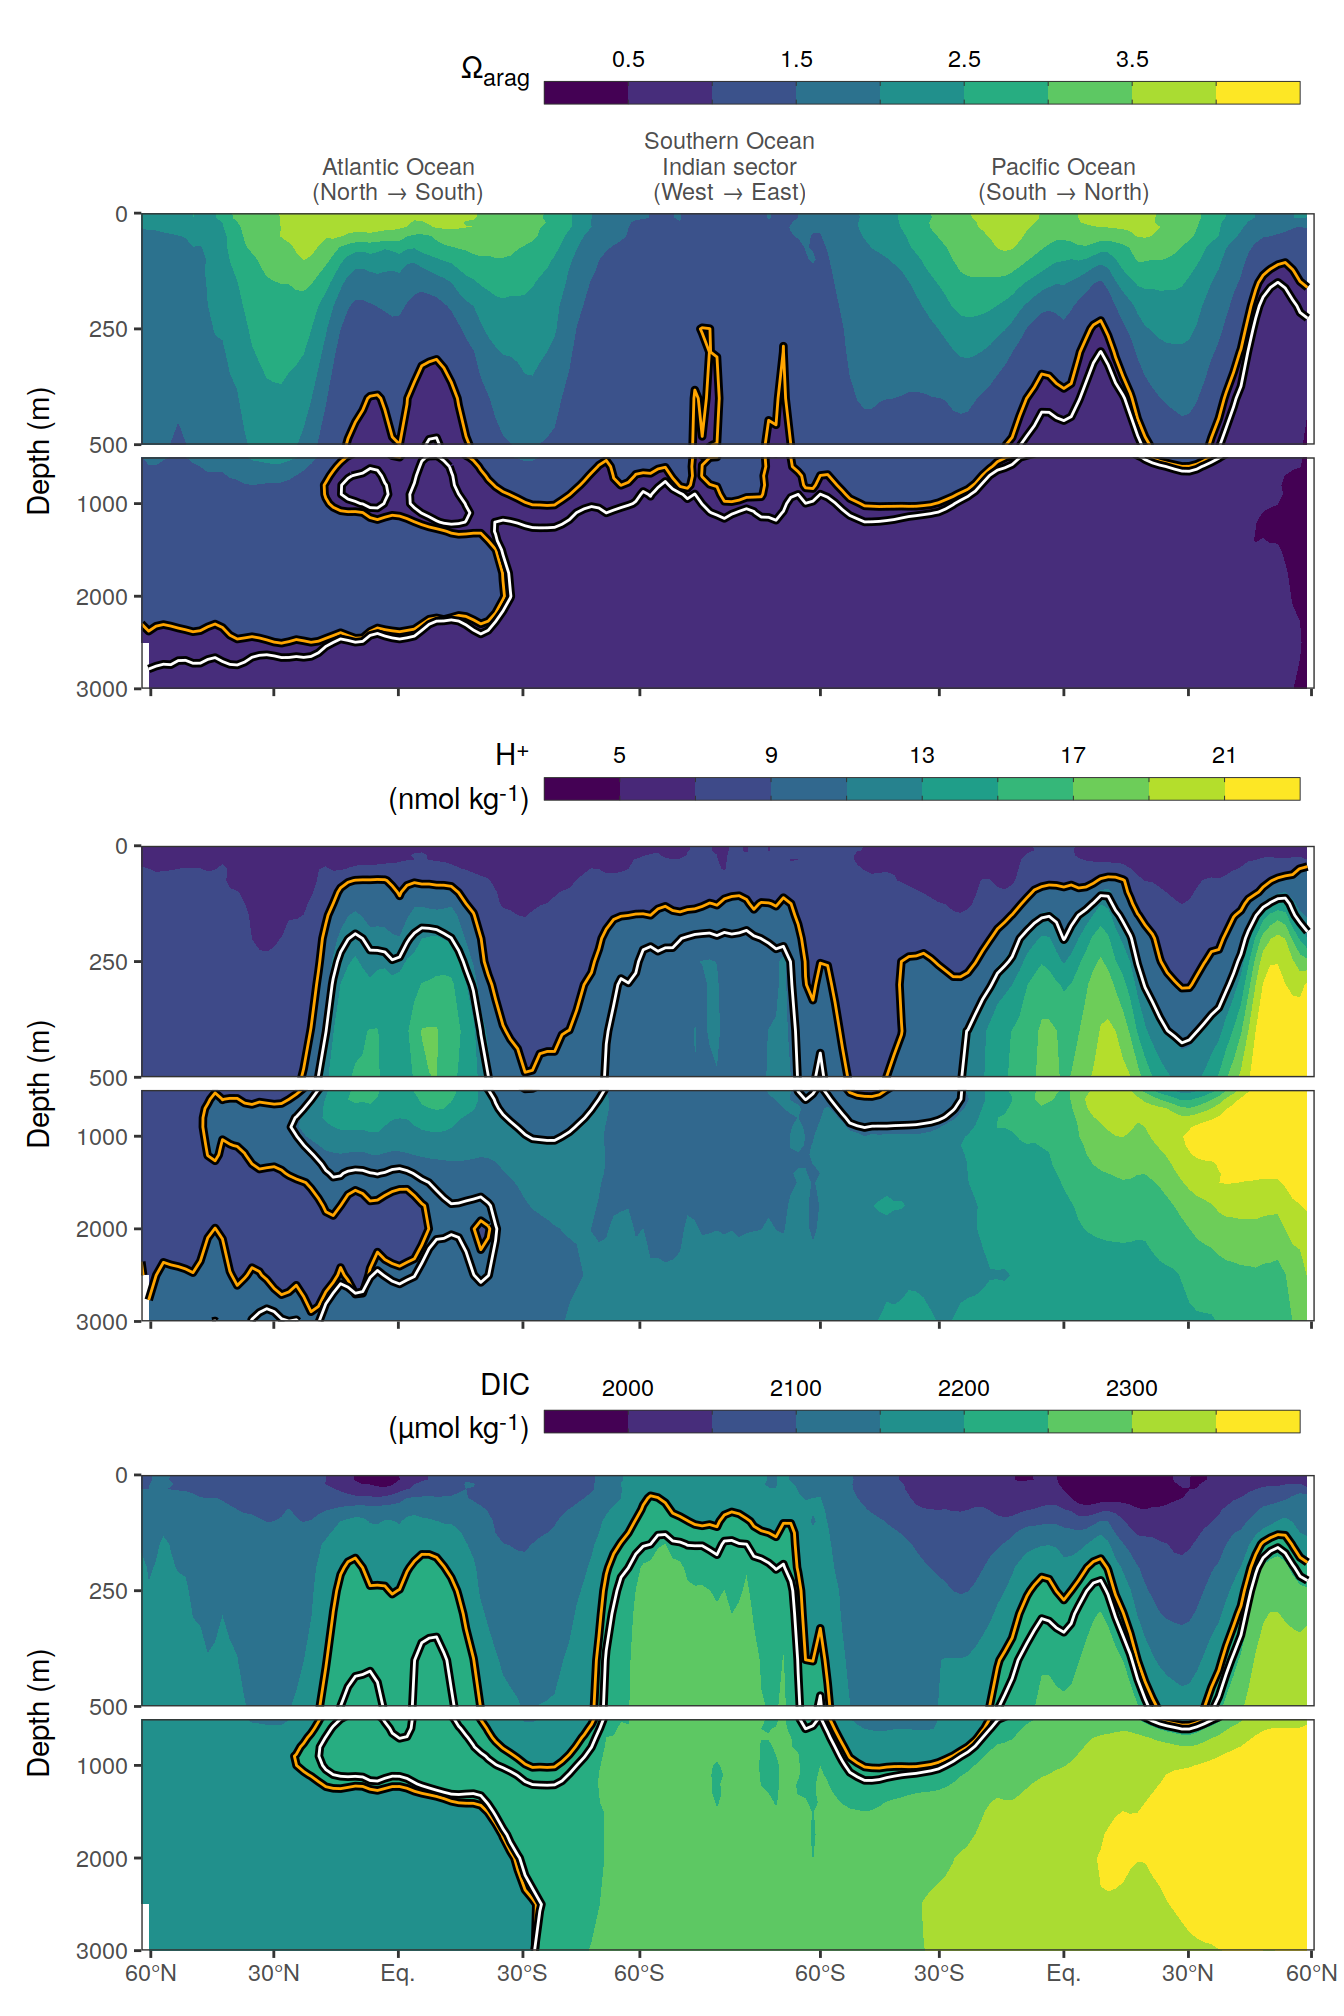 Ωarag
0.5 1.5 2.5 3.5
Southern Ocean
Atlantic Ocean Indian sector Pacific Ocean
(North → South) (West → East) (South → North)
0
250
500
1000
2000
3000
Depth (m)
H⁺
(nmol kg⁻¹)
5 9 13 17 21
0
250
500
1000
2000
3000
Depth (m)
DIC
(μmol kg⁻¹)
2000 2100 2200 2300
0
250
500
1000
2000
3000
Depth (m)
60°N 30°N Eq. 30°S 60°S 60°S 30°S Eq. 30°N 60°N